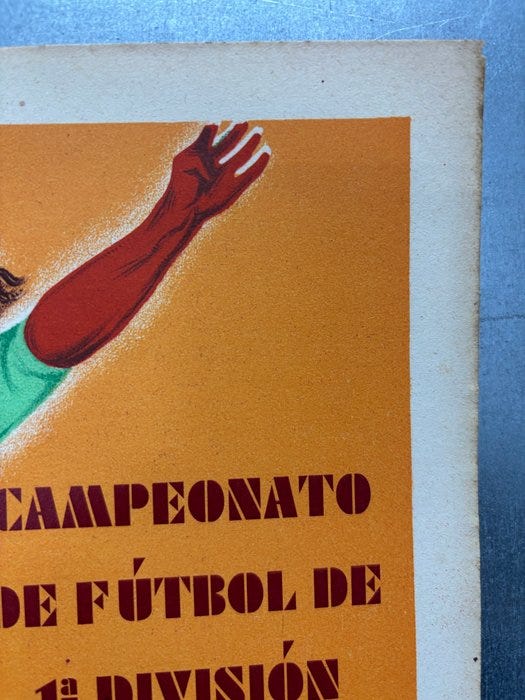 CAMPEONATO
DE FÚTBOL DE
1ª DIVISIÓN